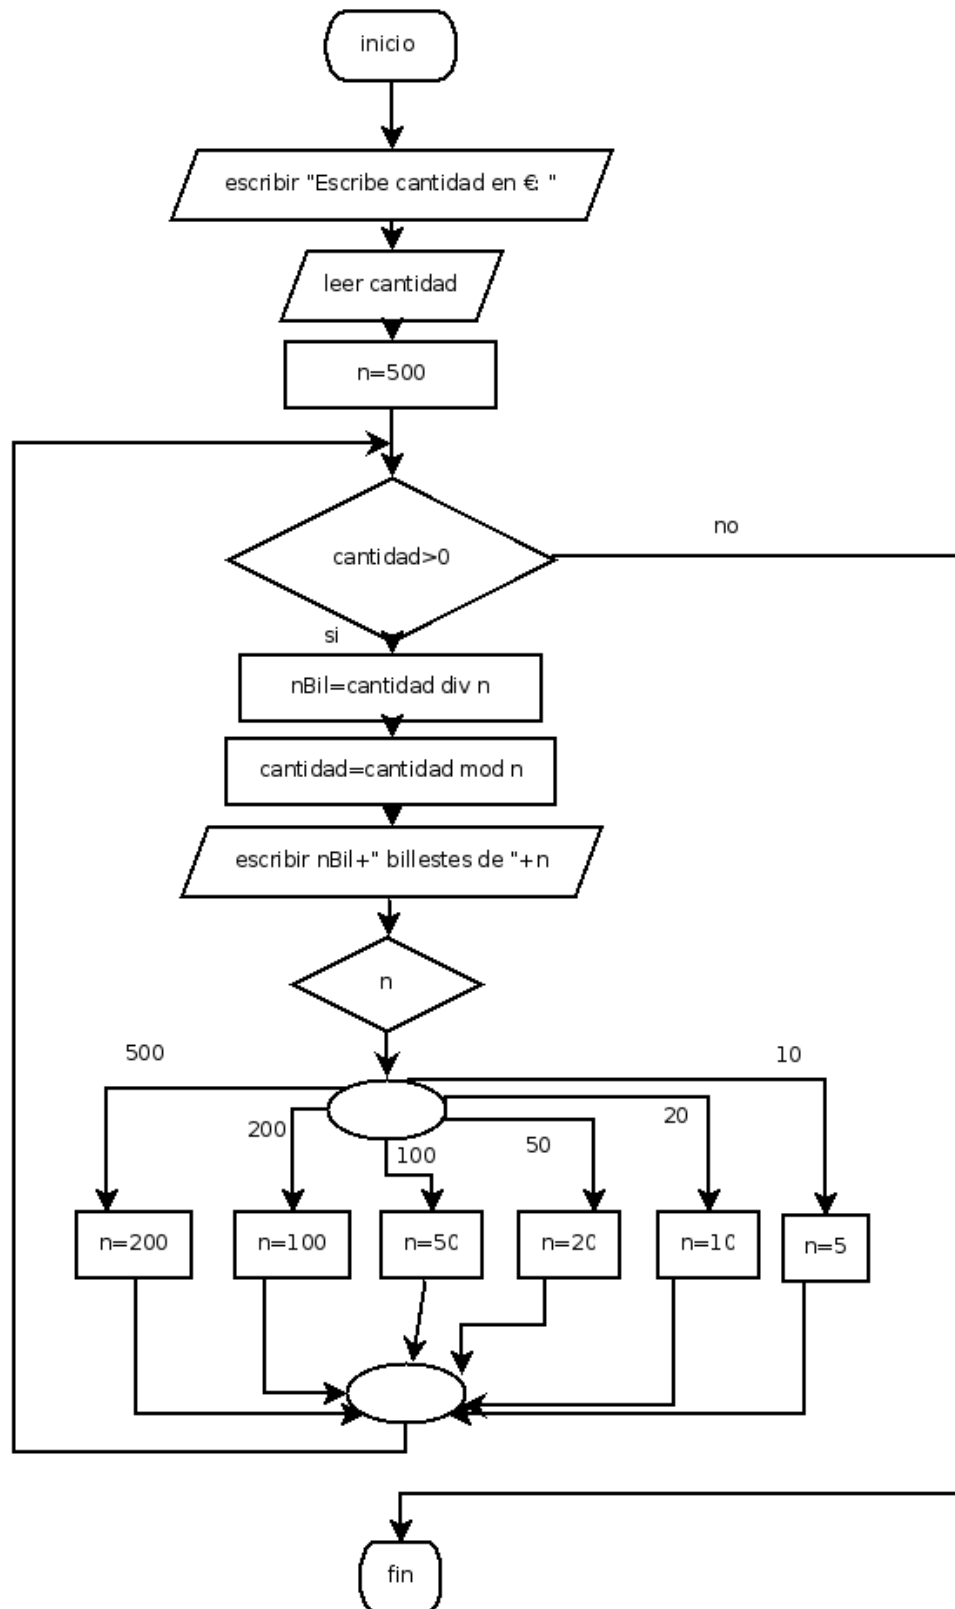 inicio
escribir "Escribe cantidad en €: "
leer cantidad
n=500
cantidad>0
no
si
nBil=cantidad div n
cantidad=cantidad mod n
escribir nBil+" billestes de "+n
n
500
10
200
100
50
20
n=200
n=100
n=50
n=20
n=10
n=5
fin